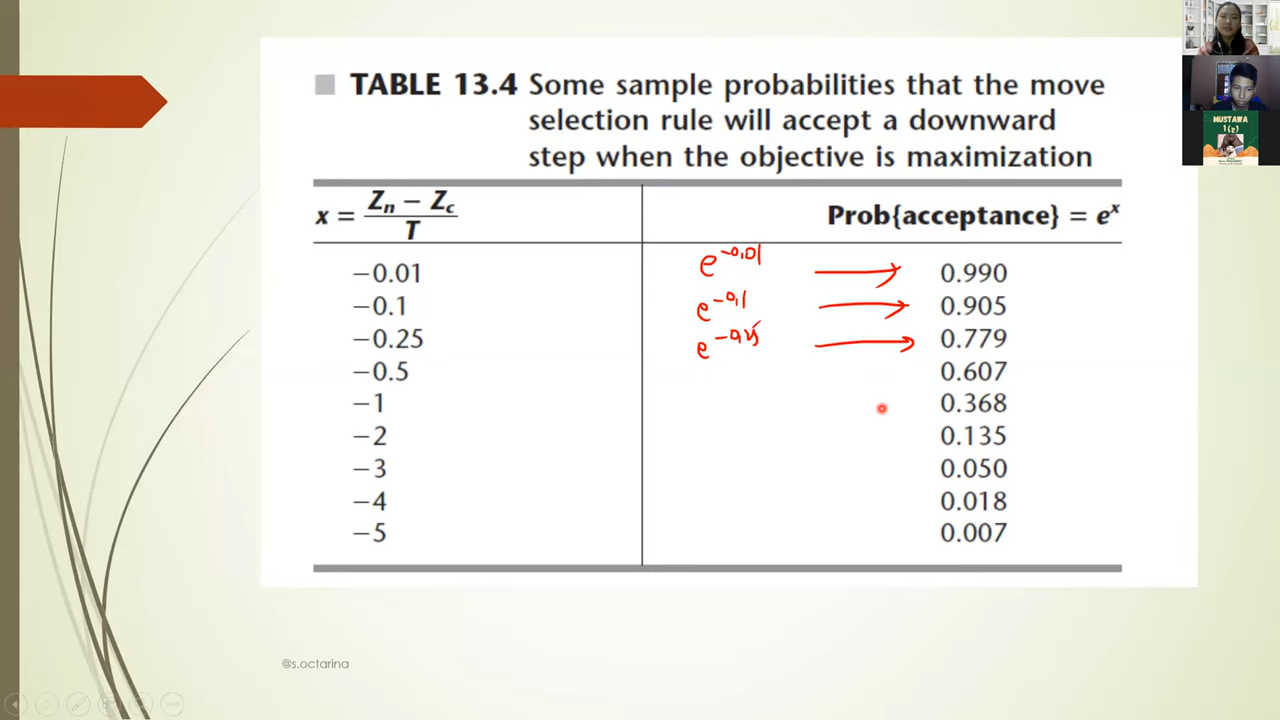 TABLE 13.4 Some sample probabilities that the move
selection rule will accept a downward
step when the objective is maximization
x = (Zn − Zc) / T Prob{acceptance} = e^x
−0.01 e^-0,01 → 0.990
−0.1 e^-0,1 → 0.905
−0.25 e^-0,25 → 0.779
−0.5 0.607
−1 0.368
−2 0.135
−3 0.050
−4 0.018
−5 0.007
@s.octarina
MUSTAWA